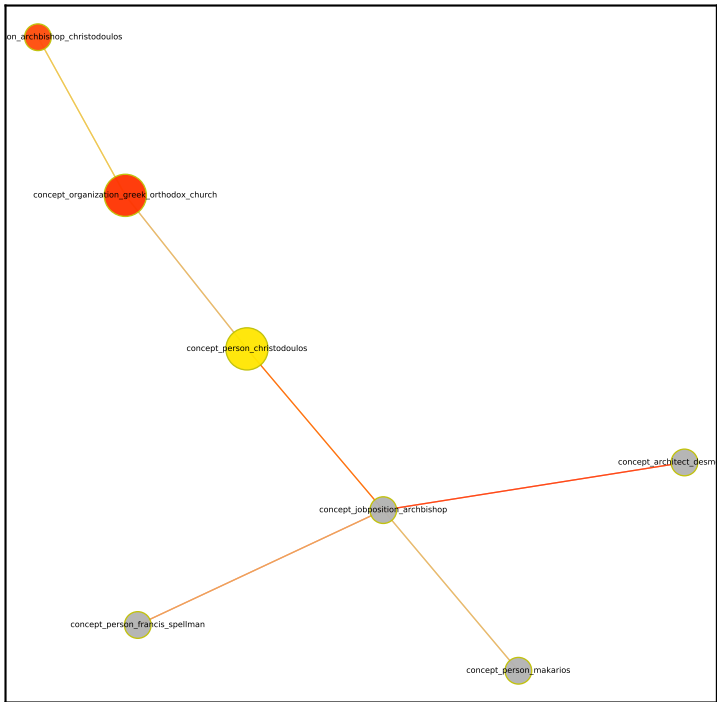 on_archbishop_christodoulos
concept_organization_greek_orthodox_church
concept_person_christodoulos
concept_architect_desm
concept_jobposition_archbishop
concept_person_francis_spellman
concept_person_makarios